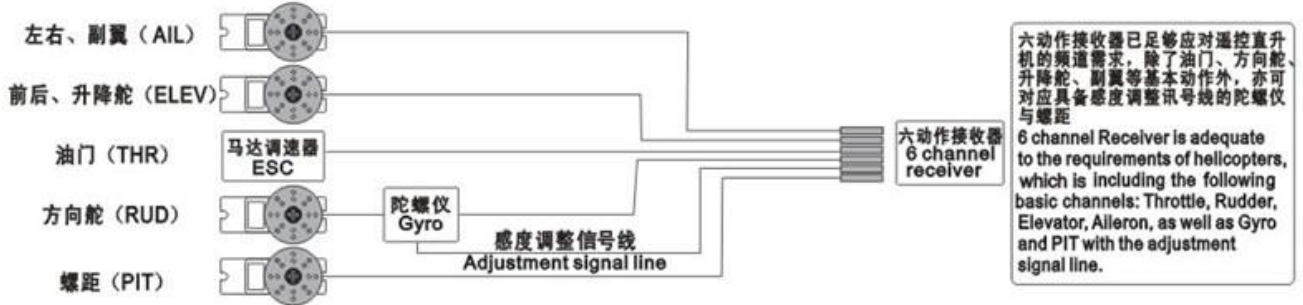 左右、副翼（AIL）
前后、升降舵（ELEV）
油门（THR）
马达调速器
ESC
方向舵（RUD）
陀螺仪
Gyro
感度调整信号线
Adjustment signal line
螺距（PIT）
六动作接收器
6 channel
receiver
六动作接收器已足够应对遥控直升
机的频道需求，除了油门、方向舵、
升降舵、副翼等基本动作外，亦可
对应具备感度调整讯号线的陀螺仪
与螺距
6 channel Receiver is adequate
to the requirements of helicopters,
which is including the following
basic channels: Throttle, Rudder,
Elevator, Aileron, as well as Gyro
and PIT with the adjustment
signal line.